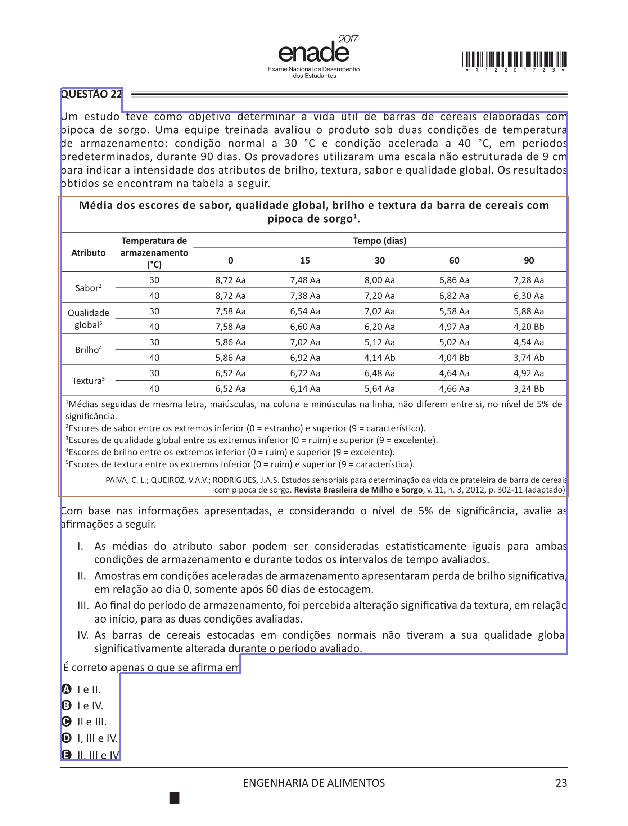 enade 2017
Exame Nacional de Desempenho
dos Estudantes
QUESTÃO 22
Um estudo teve como objetivo determinar a vida útil de barras de cereais elaboradas com
pipoca de sorgo. Uma equipe treinada avaliou o produto sob duas condições de temperatura
de armazenamento: condição normal a 30 °C e condição acelerada a 40 °C, em períodos
predeterminados, durante 90 dias. Os provadores utilizaram uma escala não estruturada de 9 cm
para indicar a intensidade dos atributos de brilho, textura, sabor e qualidade global. Os resultados
obtidos se encontram na tabela a seguir.
Média dos escores de sabor, qualidade global, brilho e textura da barra de cereais com
pipoca de sorgo¹.
Atributo Temperatura de armazenamento (°C) Tempo (dias)
0 15 30 60 90
Sabor² 30 8,72 Aa 7,48 Aa 8,00 Aa 6,86 Aa 7,28 Aa
40 8,72 Aa 7,38 Aa 7,20 Aa 6,82 Aa 6,30 Aa
Qualidade global³ 30 7,58 Aa 6,54 Aa 7,02 Aa 5,58 Aa 5,88 Aa
40 7,58 Aa 6,60 Aa 6,20 Aa 4,97 Aa 4,20 Bb
Brilho⁴ 30 5,86 Aa 7,02 Aa 5,12 Aa 5,02 Aa 4,54 Aa
40 5,86 Aa 6,92 Aa 4,14 Ab 4,04 Bb 3,74 Ab
Textura⁵ 30 6,52 Aa 6,72 Aa 6,48 Aa 4,64 Aa 4,92 Aa
40 6,52 Aa 6,14 Aa 5,64 Aa 4,66 Aa 3,24 Bb
¹Médias seguidas de mesma letra, maiúsculas, na coluna e minúsculas na linha, não diferem entre si, no nível de 5% de
significância.
²Escores de sabor entre os extremos inferior (0 = estranho) e superior (9 = característico).
³Escores de qualidade global entre os extremos inferior (0 = ruim) e superior (9 = excelente).
⁴Escores de brilho entre os extremos inferior (0 = ruim) e superior (9 = excelente).
⁵Escores de textura entre os extremos inferior (0 = ruim) e superior (9 = característica).
PAIVA, C. L.; QUEIROZ, V.A.V.; RODRIGUES, J.A.S. Estudos sensoriais para determinação da vida de prateleira de barra de cereais
com pipoca de sorgo. Revista Brasileira de Milho e Sorgo, v. 11, n. 3, 2012, p. 302-11 (adaptado).
Com base nas informações apresentadas, e considerando o nível de 5% de significância, avalie as
afirmações a seguir.
I. As médias do atributo sabor podem ser consideradas estatisticamente iguais para ambas
condições de armazenamento e durante todos os intervalos de tempo avaliados.
II. Amostras em condições aceleradas de armazenamento apresentaram perda de brilho significativa,
em relação ao dia 0, somente após 60 dias de estocagem.
III. Ao final do período de armazenamento, foi percebida alteração significativa da textura, em relação
ao início, para as duas condições avaliadas.
IV. As barras de cereais estocadas em condições normais não tiveram a sua qualidade global
significativamente alterada durante o período avaliado.
É correto apenas o que se afirma em
A I e II.
B I e IV.
C II e III.
D I, III e IV.
E II, III e IV.
ENGENHARIA DE ALIMENTOS 23